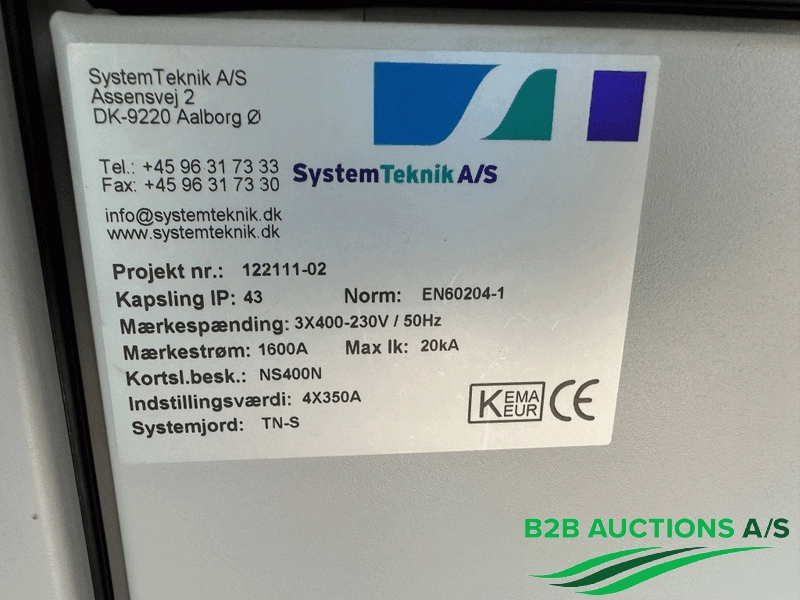 SystemTeknik A/S
Assensvej 2
DK-9220 Aalborg Ø
Tel.: +45 96 31 73 33
Fax: +45 96 31 73 30
SystemTeknik A/S
info@systemteknik.dk
www.systemteknik.dk
Projekt nr.: 122111-02
Kapsling IP: 43 Norm: EN60204-1
Mærkespænding: 3X400-230V / 50Hz
Mærkestrøm: 1600A Max Ik: 20kA
Kortsl.besk.: NS400N
Indstillingsværdi: 4X350A
Systemjord: TN-S
KEMA
EUR
CE
B2B AUCTIONS A/S